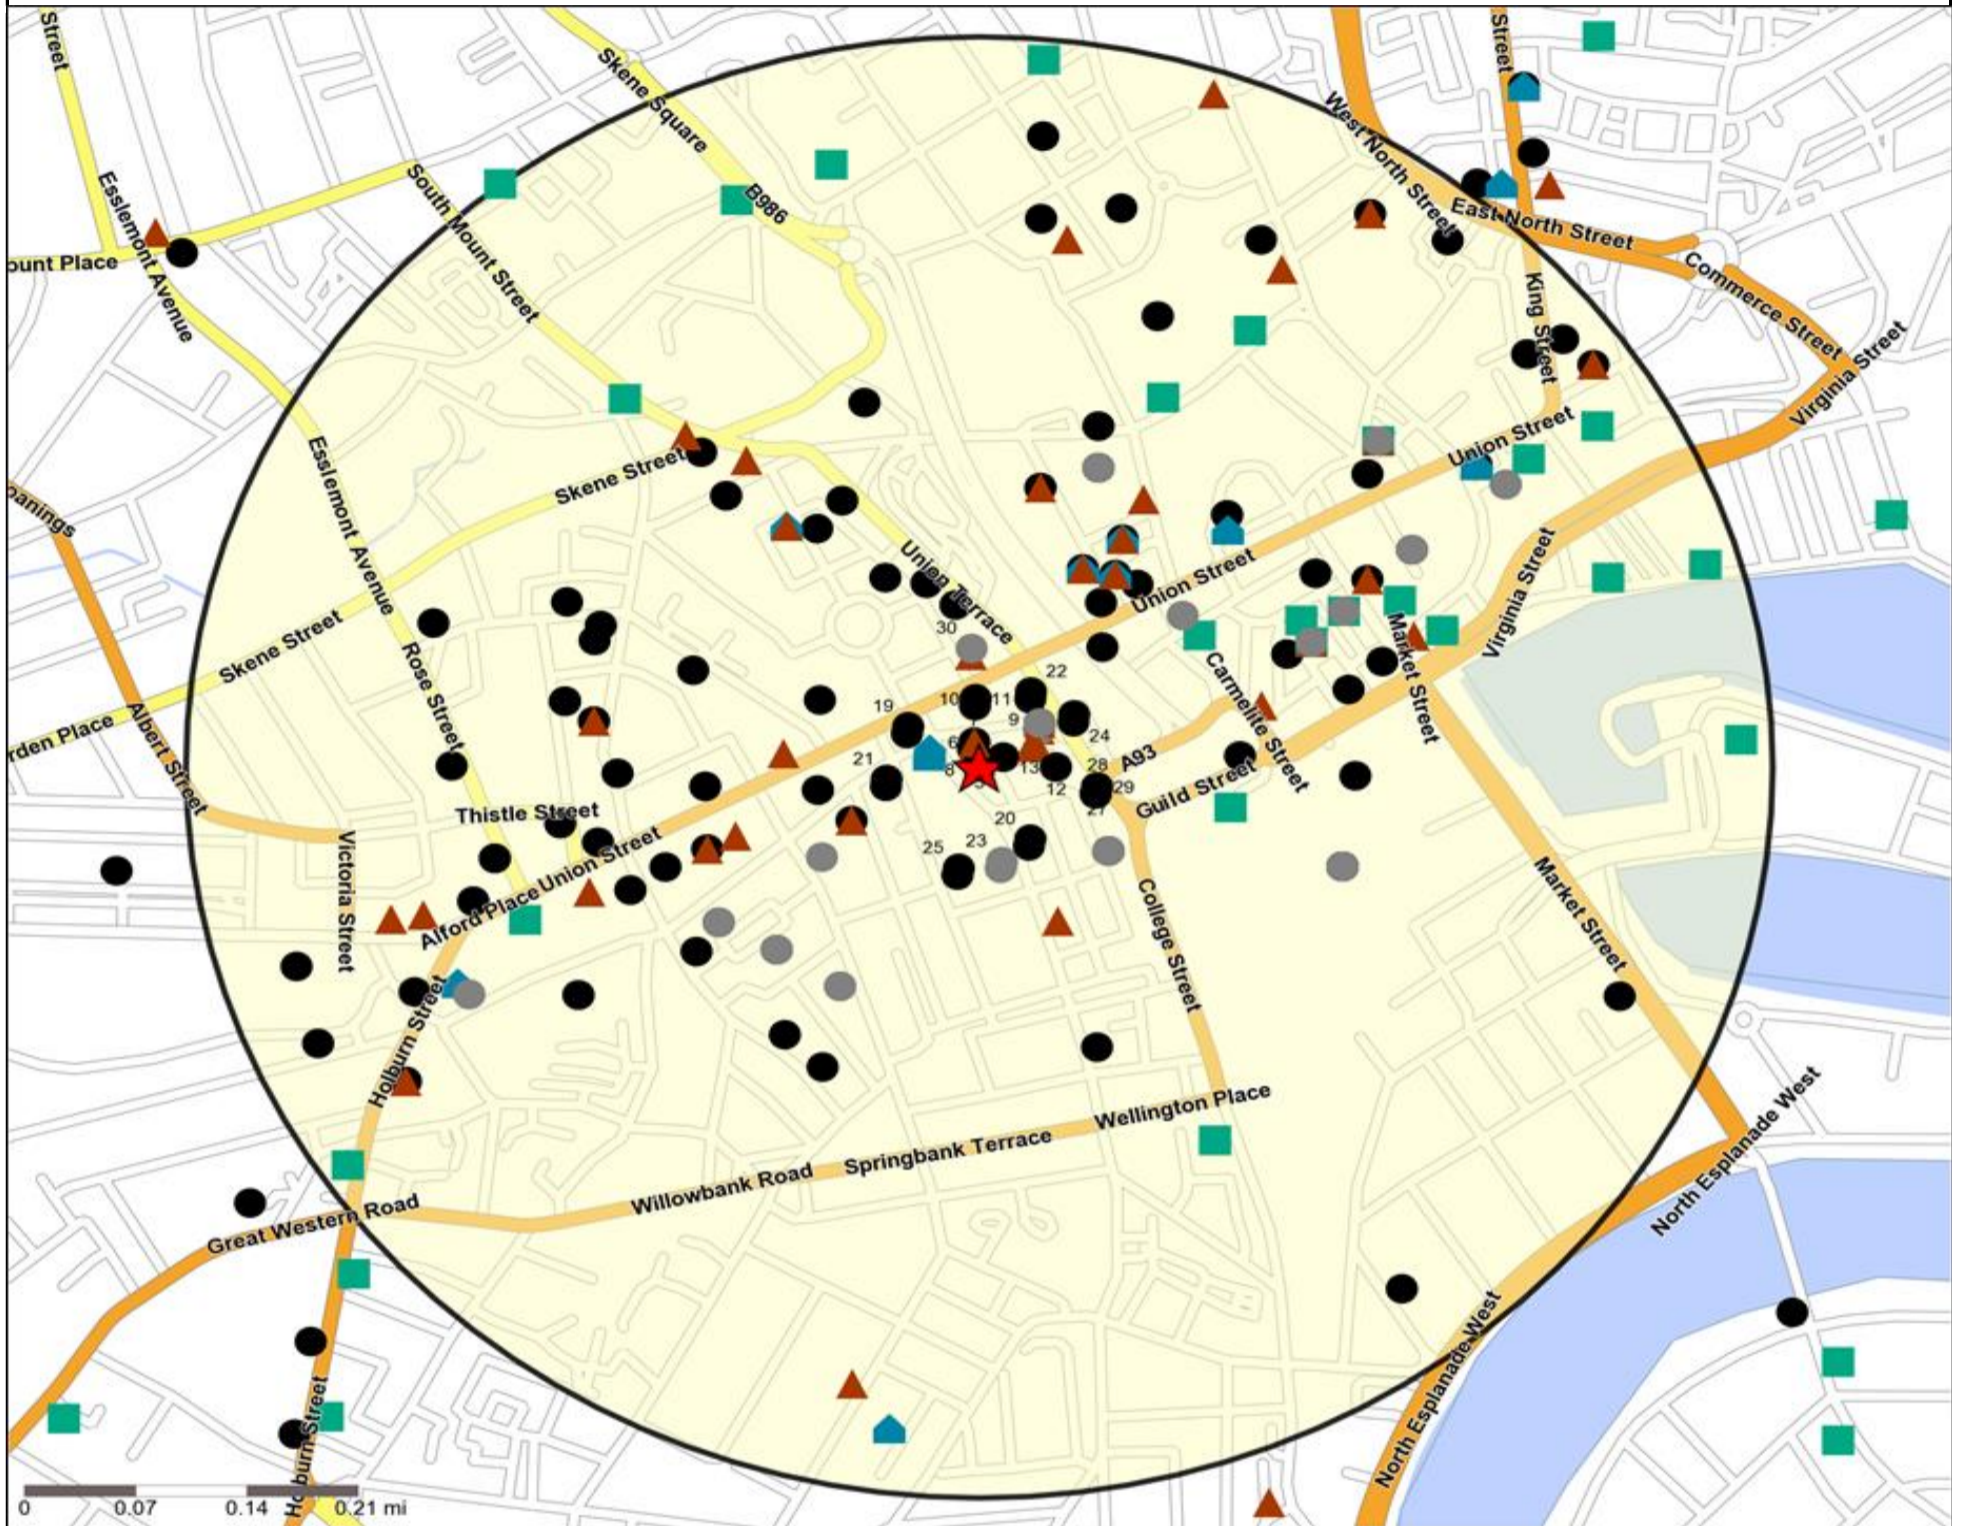 Street
Skene Square
Street
West North Street
B986
South Mount Street
Esslemont Avenue
East North Street
ount Place
Commerce Street
King Street
Virginia Street
Union Street
Esslemont Avenue
Skene Street
oanings
Union Terrace
Union Street
Virginia Street
Skene Street
30
Market Street
Rose Street
Carmelite Street
22
10
11
19
9
Albert Street
rden Place
24
6
A93
21
8
13
28
5
12
29
Guild Street
27
Thistle Street
20
Victoria Street
25
23
Union Street
Alford Place
College Street
Market Street
Holburn Street
Wellington Place
North Esplanade West
Springbank Terrace
Willowbank Road
Great Western Road
North Esplanade West
Holburn Street
0
0.07
0.14
0.21 mi